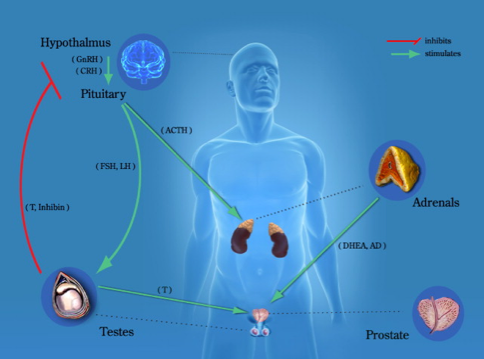 Hypothalmus
( GnRH )
( CRH )
Pituitary
inhibits
stimulates
( ACTH )
( FSH, LH )
( T, Inhibin )
Adrenals
( DHEA, AD )
( T )
Testes
Prostate